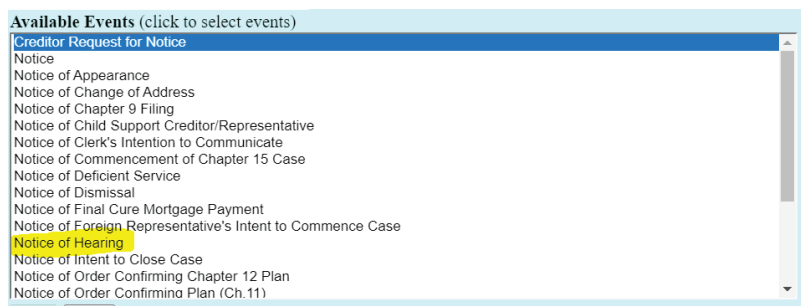 Available Events (click to select events)
Creditor Request for Notice
Notice
Notice of Appearance
Notice of Change of Address
Notice of Chapter 9 Filing
Notice of Child Support Creditor/Representative
Notice of Clerk's Intention to Communicate
Notice of Commencement of Chapter 15 Case
Notice of Deficient Service
Notice of Dismissal
Notice of Final Cure Mortgage Payment
Notice of Foreign Representative's Intent to Commence Case
Notice of Hearing
Notice of Intent to Close Case
Notice of Order Confirming Chapter 12 Plan
Notice of Order Confirming Plan (Ch.11)